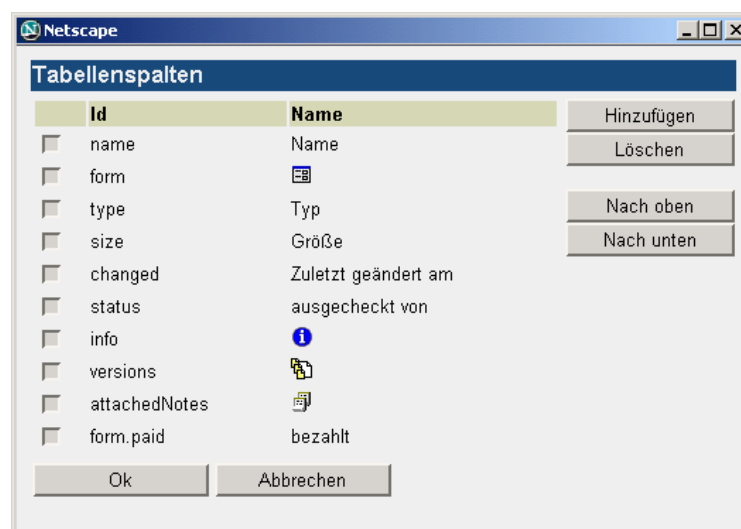 Netscape
Tabellenspalten
Id Name Hinzufügen
name Name Löschen
form
type Typ Nach oben
size Größe Nach unten
changed Zuletzt geändert am
status ausgecheckt von
info
versions
attachedNotes
form.paid bezahlt
Ok Abbrechen